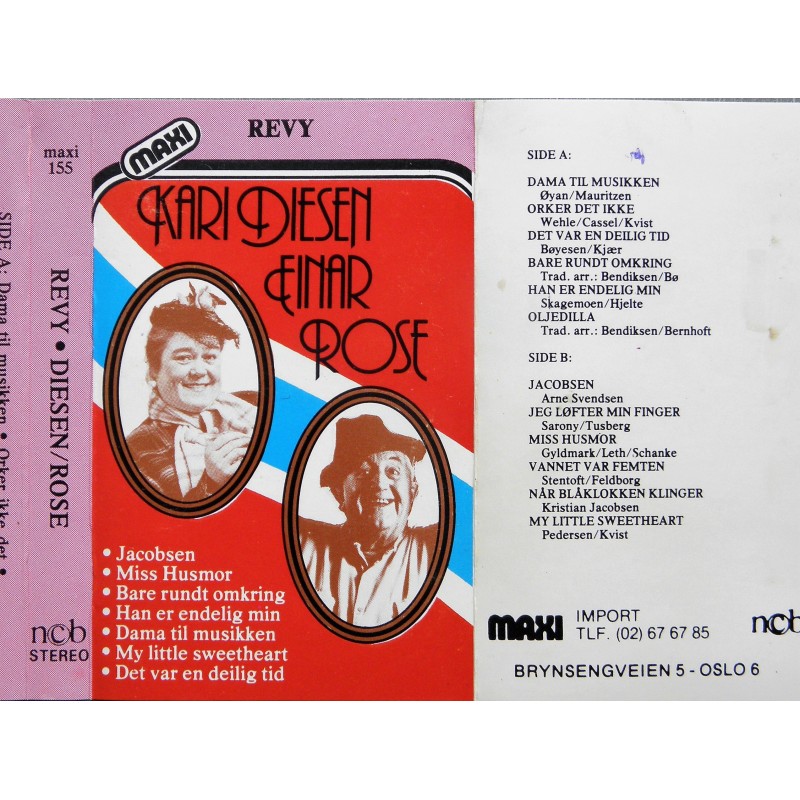 SIDE A: Dama til musikken • Orker ikke det •
maxi
155
REVY • DIESEN/ROSE
ncb
STEREO
MAXI
REVY
KARI DIESEN
EINAR
ROSE
• Jacobsen
• Miss Husmor
• Bare rundt omkring
• Han er endelig min
• Dama til musikken
• My little sweetheart
• Det var en deilig tid
SIDE A:
DAMA TIL MUSIKKEN
Øyan/Mauritzen
ORKER DET IKKE
Wehle/Cassel/Kvist
DET VAR EN DEILIG TID
Bøyesen/Kjær
BARE RUNDT OMKRING
Trad. arr.: Bendiksen/Bø
HAN ER ENDELIG MIN
Skagemoen/Hjelte
OLJEDILLA
Trad. arr.: Bendiksen/Bernhoft
SIDE B:
JACOBSEN
Arne Svendsen
JEG LØFTER MIN FINGER
Sarony/Tusberg
MISS HUSMOR
Gyldmark/Leth/Schanke
VANNET VAR FEMTEN
Stentoft/Feldborg
NÅR BLÅKLOKKEN KLINGER
Kristian Jacobsen
MY LITTLE SWEETHEART
Pedersen/Kvist
MAXI IMPORT
TLF. (02) 67 67 85
ncb
BRYNSENGVEIEN 5 - OSLO 6